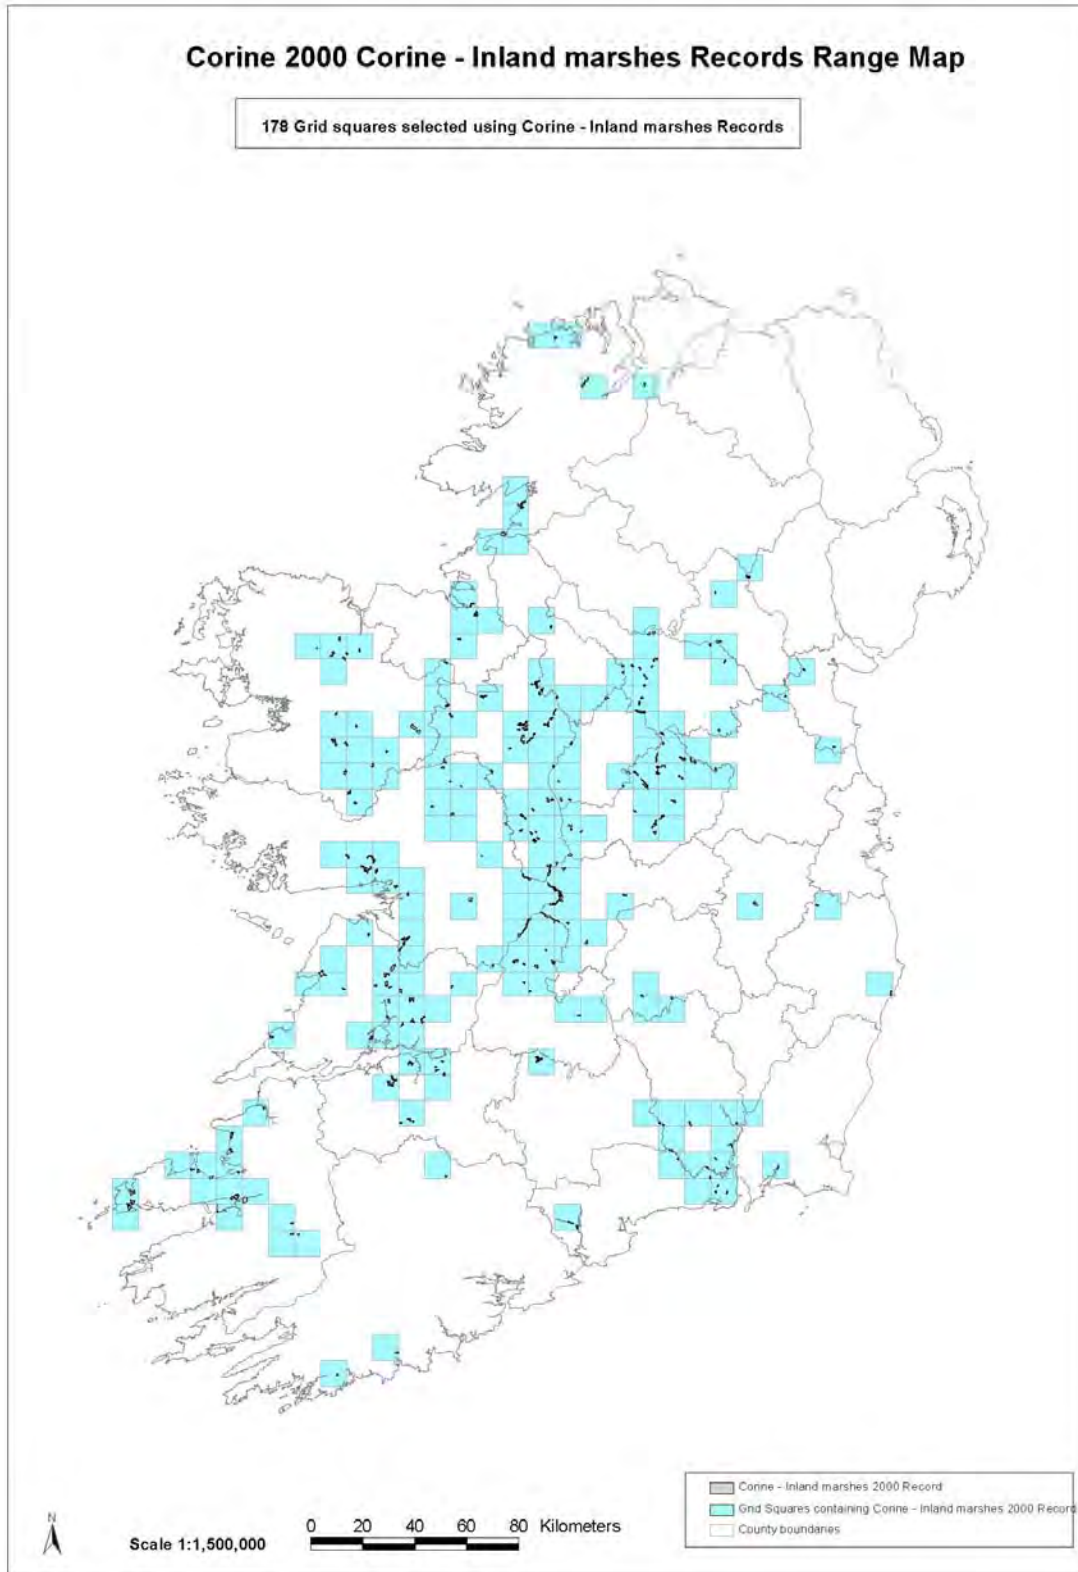 Corine 2000 Corine - Inland marshes Records Range Map
178 Grid squares selected using Corine - Inland marshes Records
Corine - Inland marshes 2000 Record
Grid Squares containing Corine - Inland marshes 2000 Record
County boundaries
N
Scale 1:1,500,000
0 20 40 60 80 Kilometers